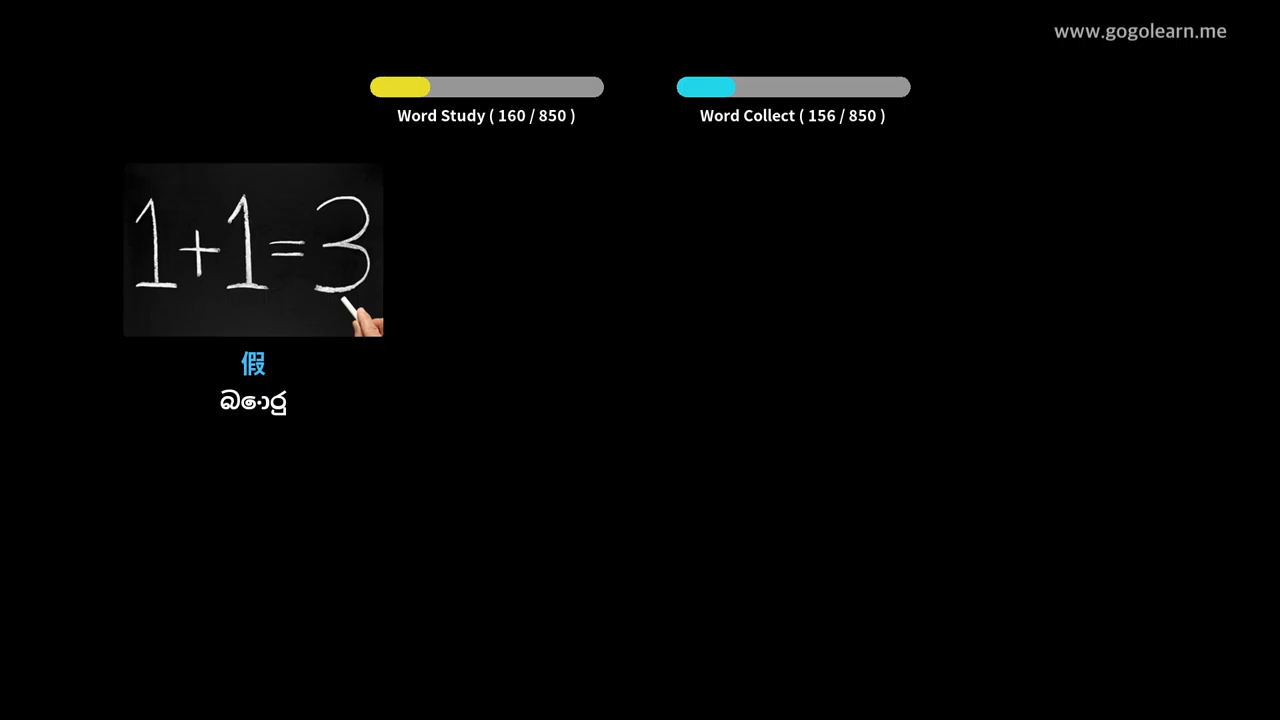 www.gogolearn.me
Word Study ( 160 / 850 )
Word Collect ( 156 / 850 )
1+1=3
假
බොරු